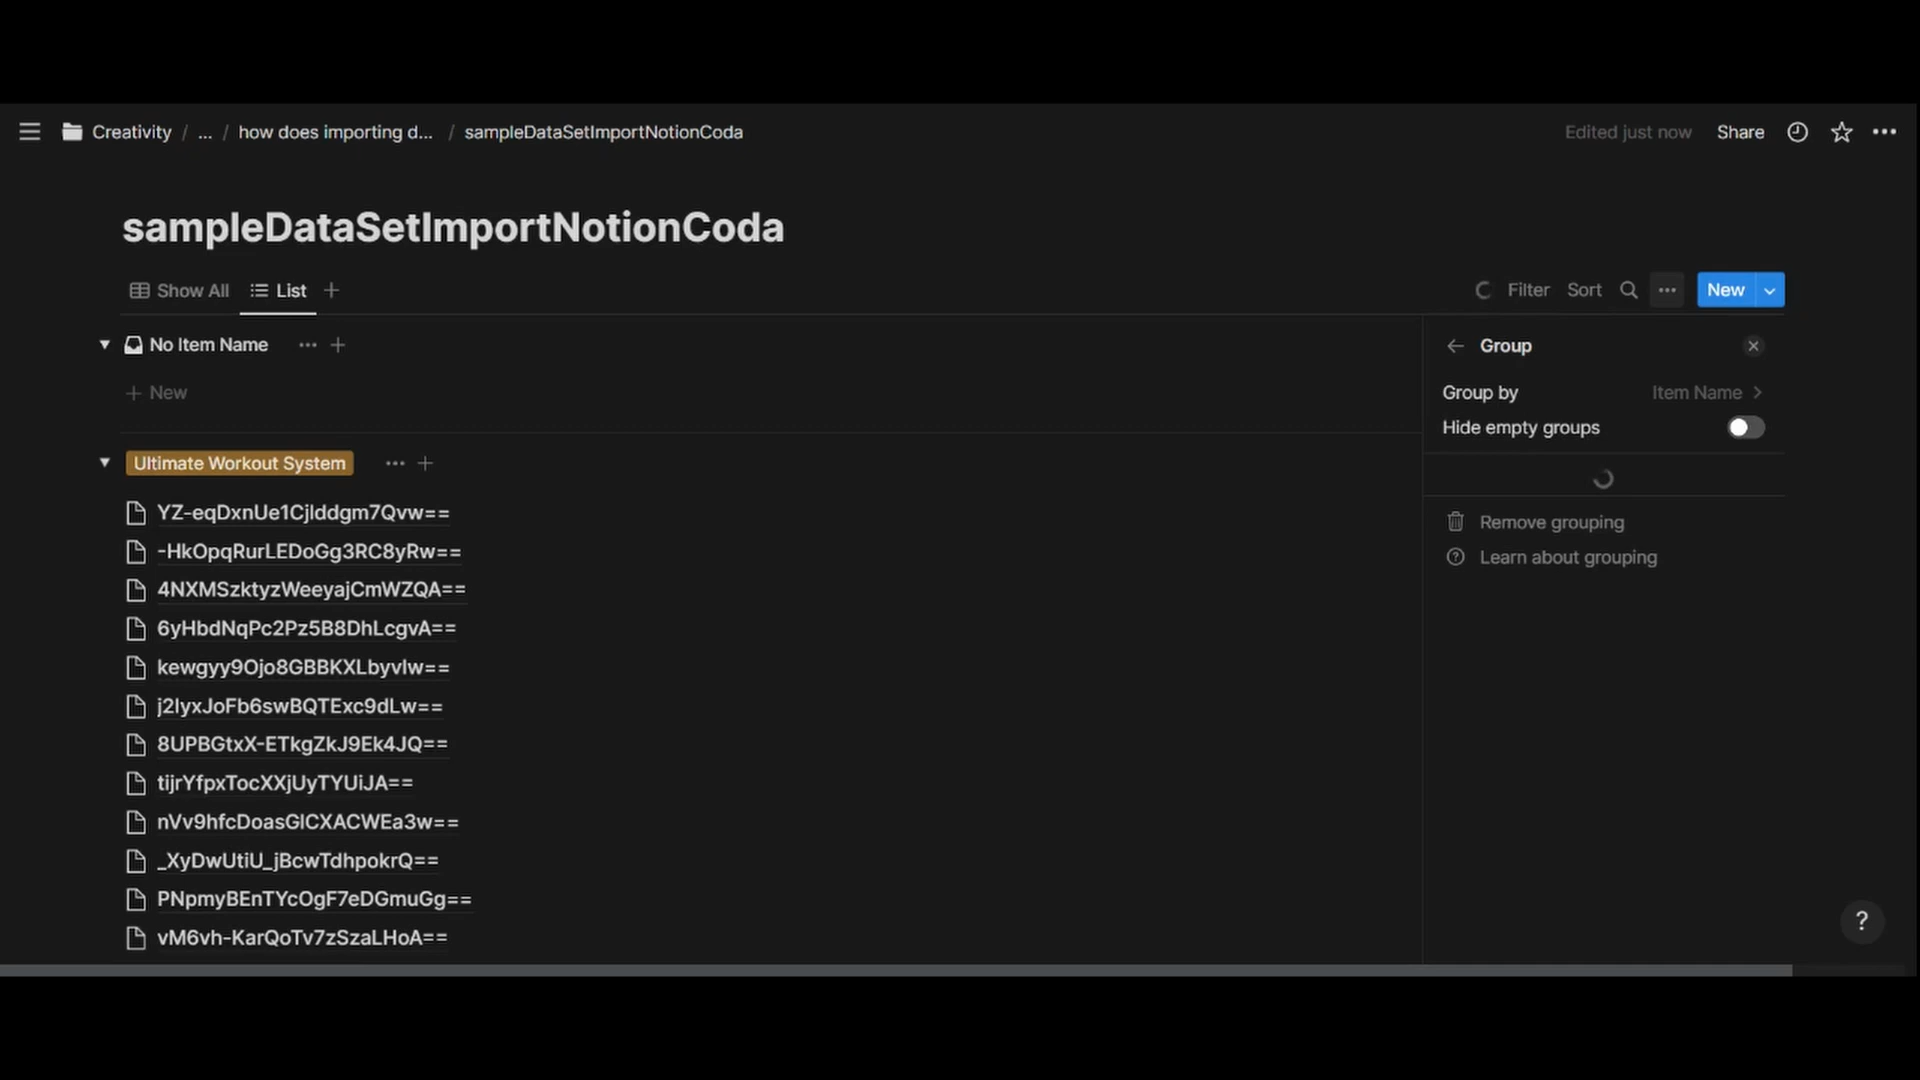 Creativity / ... / how does importing d... / sampleDataSetImportNotionCoda
Edited just now Share
sampleDataSetImportNotionCoda
Show All List
Filter Sort New
No Item Name
New
Ultimate Workout System
YZ-eqDxnUe1Cjlddgm7Qvw==
-HkOpqRurLEDoGg3RC8yRw==
4NXMSzktyzWeeyajCmWZQA==
6yHbdNqPc2Pz5B8DhLcgvA==
kewgyy9Ojo8GBBKXLbyvIw==
j2IyxJoFb6swBQTExc9dLw==
8UPBGtxX-ETkgZkJ9Ek4JQ==
tijrYfpxTocXXjUyTYUiJA==
nVv9hfcDoasGlCXACWEa3w==
_XyDwUtiU_jBcwTdhpokrQ==
PNpmyBEnTYcOgF7eDGmuGg==
vM6vh-KarQoTv7zSzaLHoA==
Group
Group by Item Name
Hide empty groups
Remove grouping
Learn about grouping
?